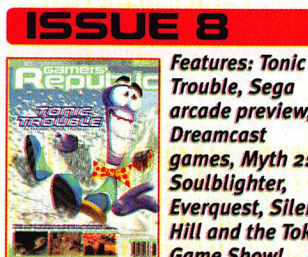 ISSUE 8
Gamers' Republic
TONIC
TROUBLE
Features: Tonic
Trouble, Sega
arcade preview,
Dreamcast
games, Myth 2:
Soulblighter,
Everquest, Silent
Hill and the
Game Show!